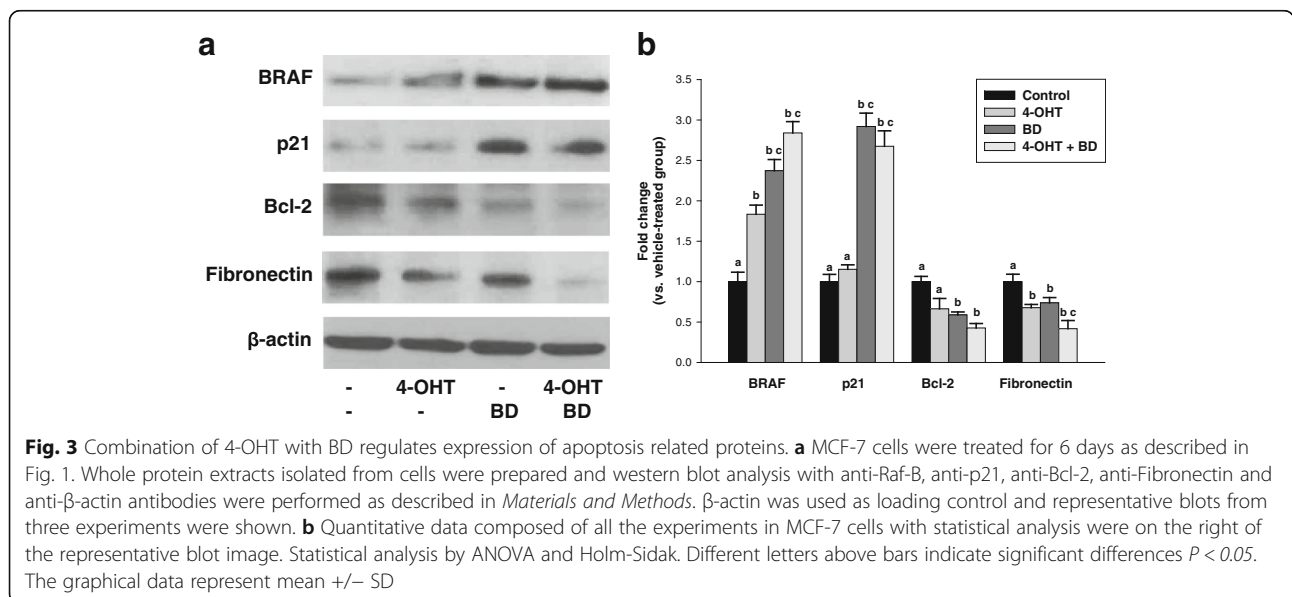 a
BRAF
p21
Bcl-2
Fibronectin
β-actin
- 4-OHT - 4-OHT
- - BD BD
b
Fold change
(vs. vehicle-treated group)
3.5
3.0
2.5
2.0
1.5
1.0
0.5
0.0
a b b c b c
a a b c b c
a a b b
a b b b c
BRAF p21 Bcl-2 Fibronectin
Control
4-OHT
BD
4-OHT + BD
Fig. 3 Combination of 4-OHT with BD regulates expression of apoptosis related proteins. a MCF-7 cells were treated for 6 days as described in
Fig. 1. Whole protein extracts isolated from cells were prepared and western blot analysis with anti-Raf-B, anti-p21, anti-Bcl-2, anti-Fibronectin and
anti-β-actin antibodies were performed as described in Materials and Methods. β-actin was used as loading control and representative blots from
three experiments were shown. b Quantitative data composed of all the experiments in MCF-7 cells with statistical analysis were on the right of
the representative blot image. Statistical analysis by ANOVA and Holm-Sidak. Different letters above bars indicate significant differences P < 0.05.
The graphical data represent mean +/− SD